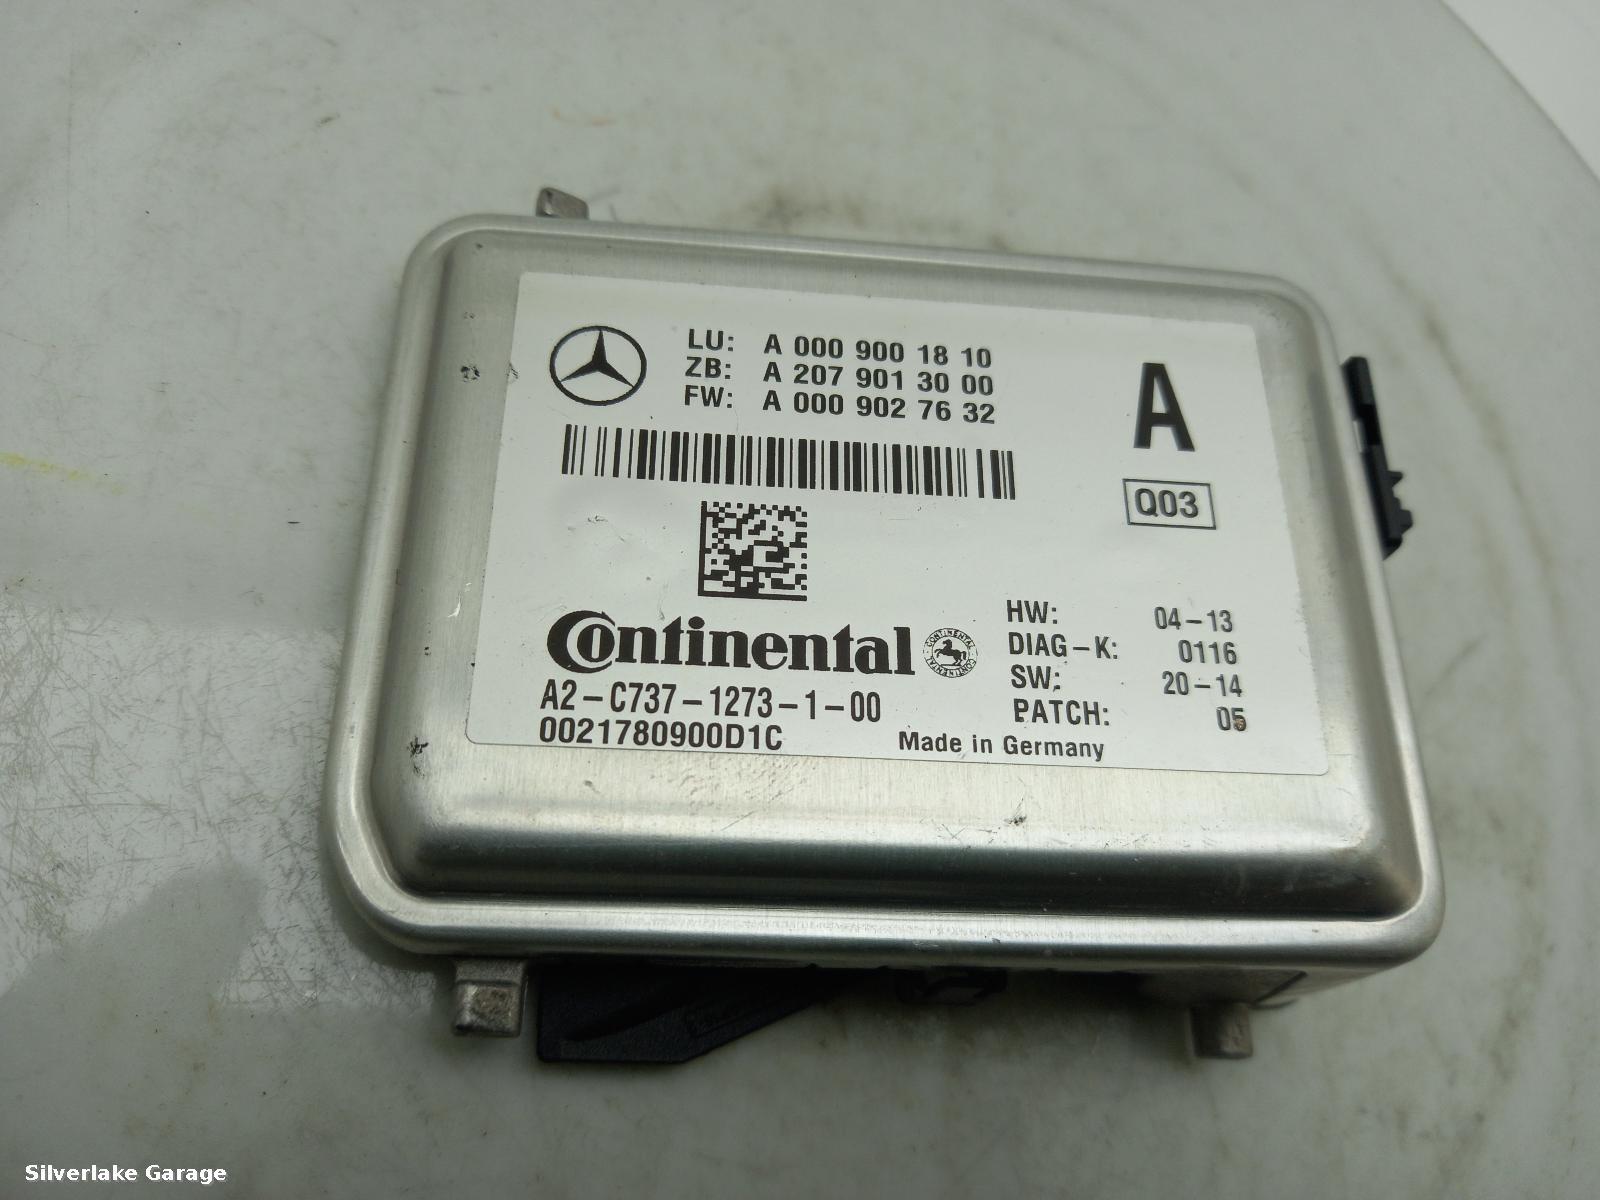 LU: A 000 900 18 10
ZB: A 207 901 30 00
FW: A 000 902 76 32
A
Q03
Continental
CONTINENTAL
CONTINENTAL
A2-C737-1273-1-00
0021780900D1C
HW: 04-13
DIAG-K: 0116
SW: 20-14
PATCH: 05
Made in Germany
Silverlake Garage